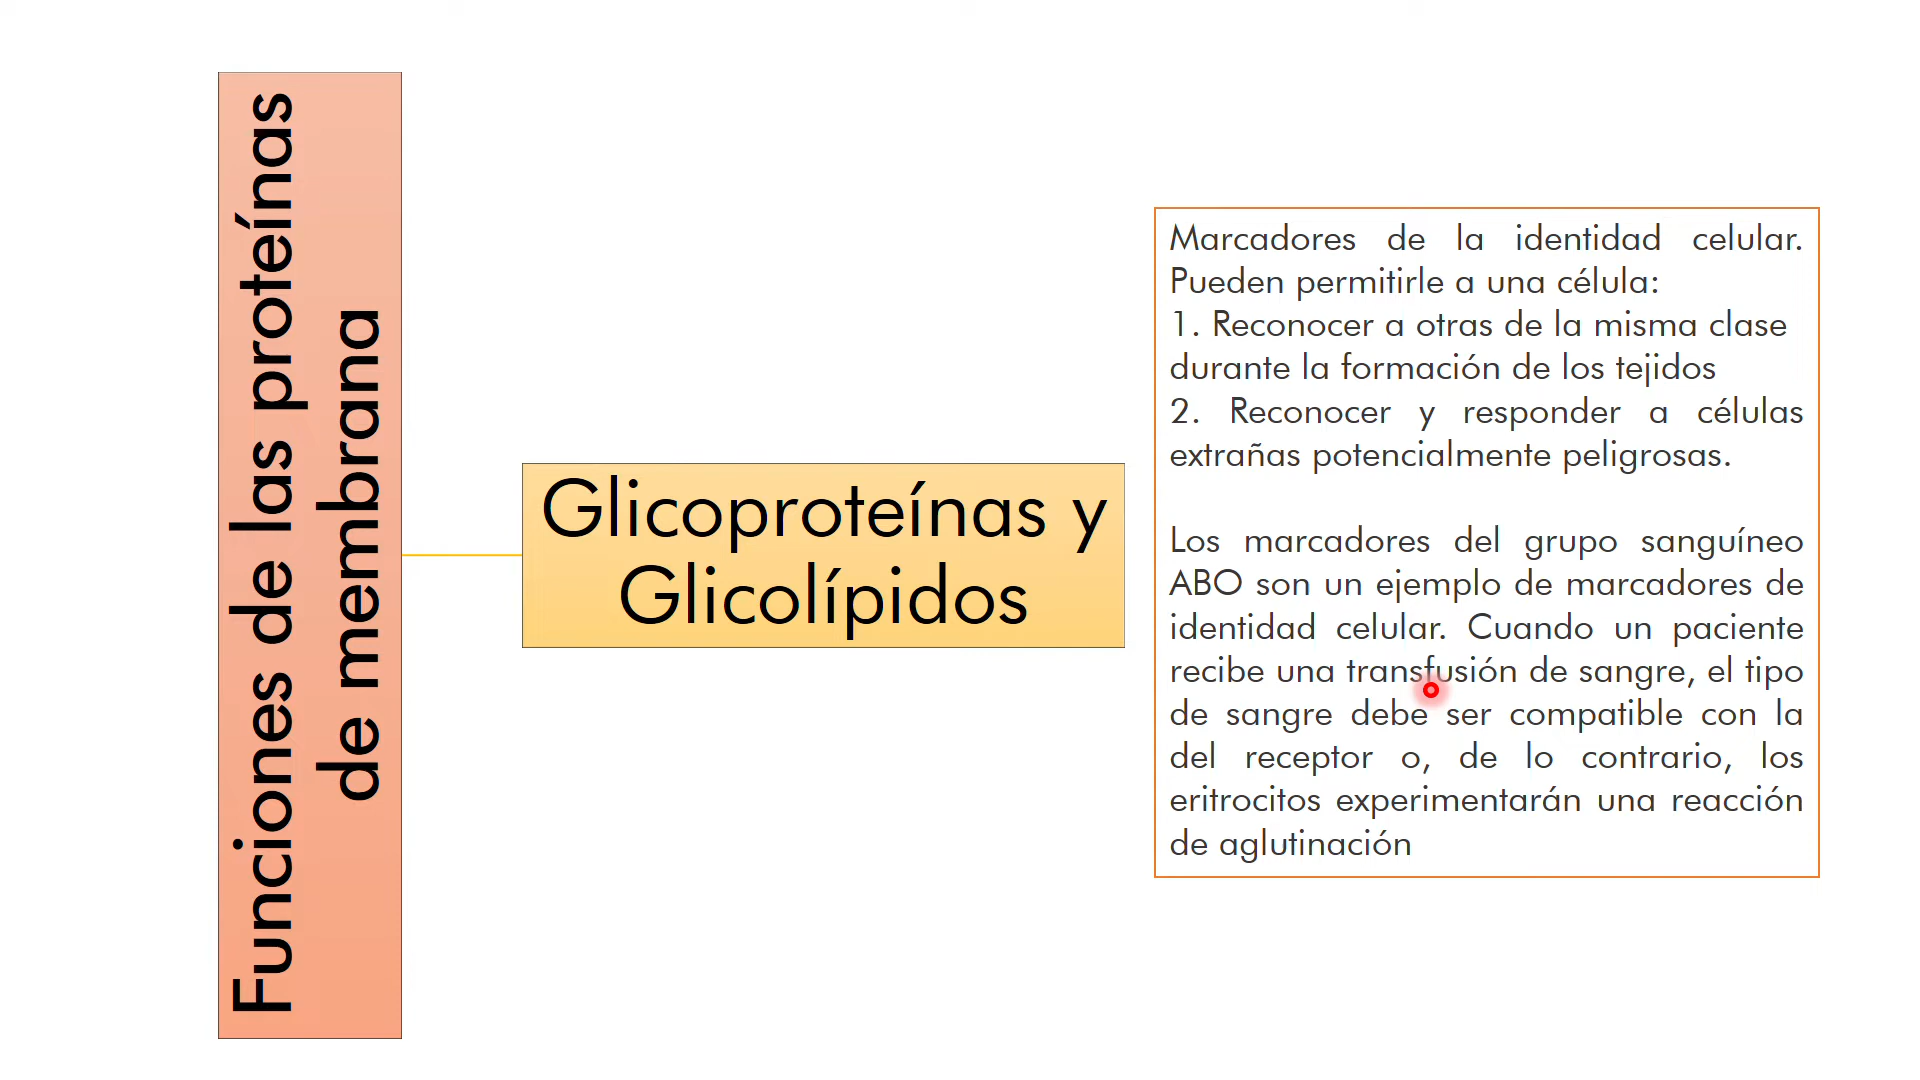 Funciones de las proteínas
de membrana
Glicoproteínas y
Glicolípidos
Marcadores de la identidad celular.
Pueden permitirle a una célula:
1. Reconocer a otras de la misma clase
durante la formación de los tejidos
2. Reconocer y responder a células
extrañas potencialmente peligrosas.
Los marcadores del grupo sanguíneo
ABO son un ejemplo de marcadores de
identidad celular. Cuando un paciente
recibe una transfusión de sangre, el tipo
de sangre debe ser compatible con la
del receptor o, de lo contrario, los
eritrocitos experimentarán una reacción
de aglutinación